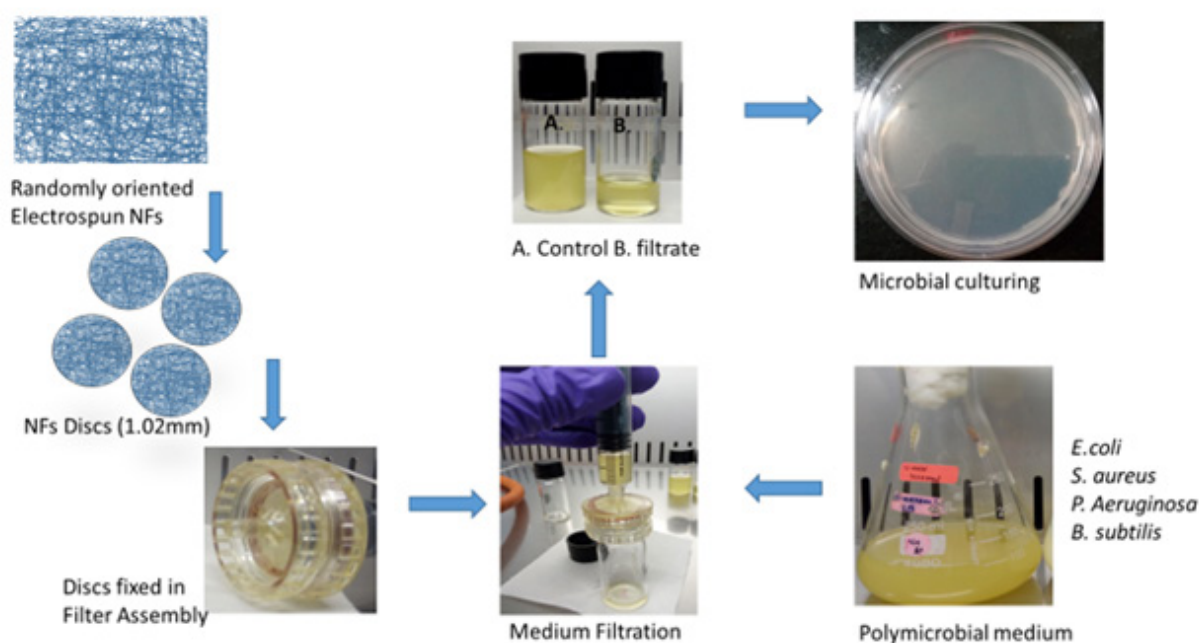 Randomly oriented
Electrospun NFs
NFs Discs (1.02mm)
Discs fixed in
Filter Assembly
Medium Filtration
A.
B.
A. Control B. filtrate
Microbial culturing
E.coli
S. aureus
P. Aeruginosa
B. subtilis
Polymicrobial medium